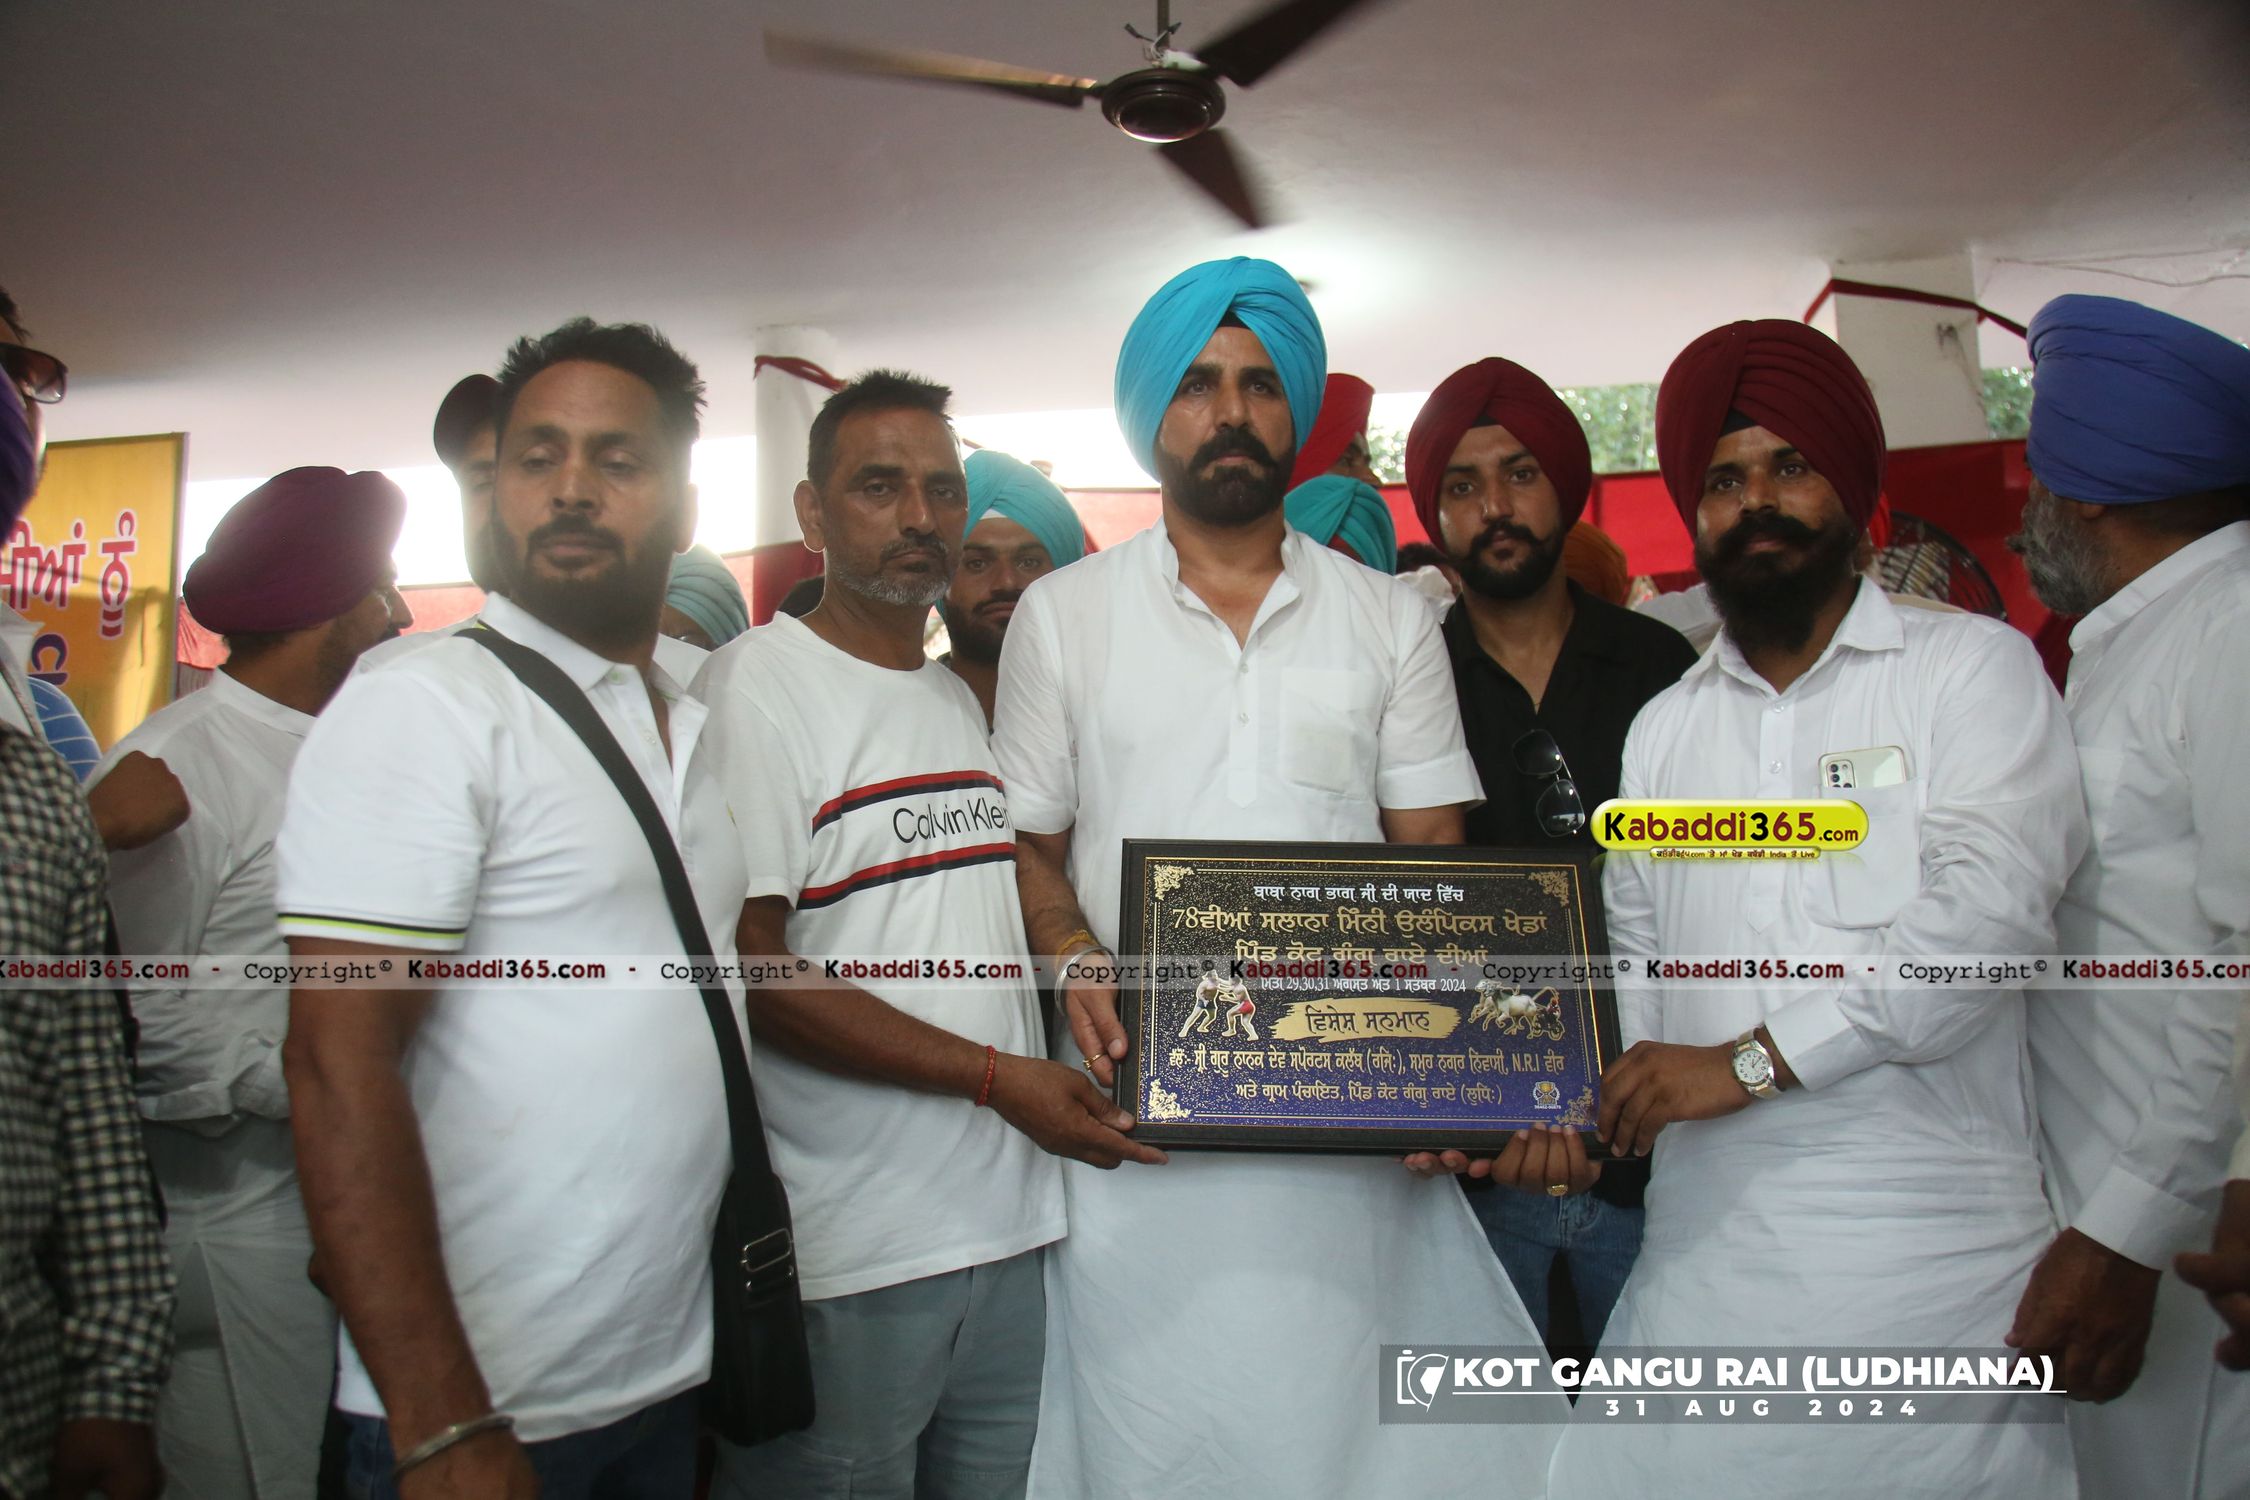 ਮੀਆਂ ਨੂੰ
Calvin Klein
Kabaddi365.com
ਬਾਬਾ ਨਾਗ ਭਾਗ ਜੀ ਦੀ ਯਾਦ ਵਿੱਚ
78ਵੀਆਂ ਸਲਾਨਾ ਮਿੰਨੀ ਉਲੰਪਿਕਸ ਖੇਡਾਂ
ਪਿੰਡ ਕੋਟ ਗੰਗੂ ਰਾਏ ਦੀਆਂ
Kabaddi365.com - Copyright© Kabaddi365.com - Copyright© Kabaddi365.com - Copyright© Kabaddi365.com - Copyright© Kabaddi365.com - Copyright© Kabaddi365.com
ਮਿਤੀ 29,30,31 ਅਗਸਤ ਅਤੇ 1 ਸਤੰਬਰ 2024
ਵਿਸ਼ੇਸ਼ ਸਨਮਾਨ
ਵੱਲੋਂ: ਸ਼੍ਰੀ ਗੁਰੂ ਨਾਨਕ ਦੇਵ ਸਪੋਰਟਸ ਕਲੱਬ (ਰਜਿ:), ਸਮੂਹ ਨਗਰ ਨਿਵਾਸੀ, N.R.I ਵੀਰ
ਅਤੇ ਗ੍ਰਾਮ ਪੰਚਾਇਤ, ਪਿੰਡ ਕੋਟ ਗੰਗੂ ਰਾਏ (ਲੁਧਿ:)
KOT GANGU RAI (LUDHIANA)
31 AUG 2024